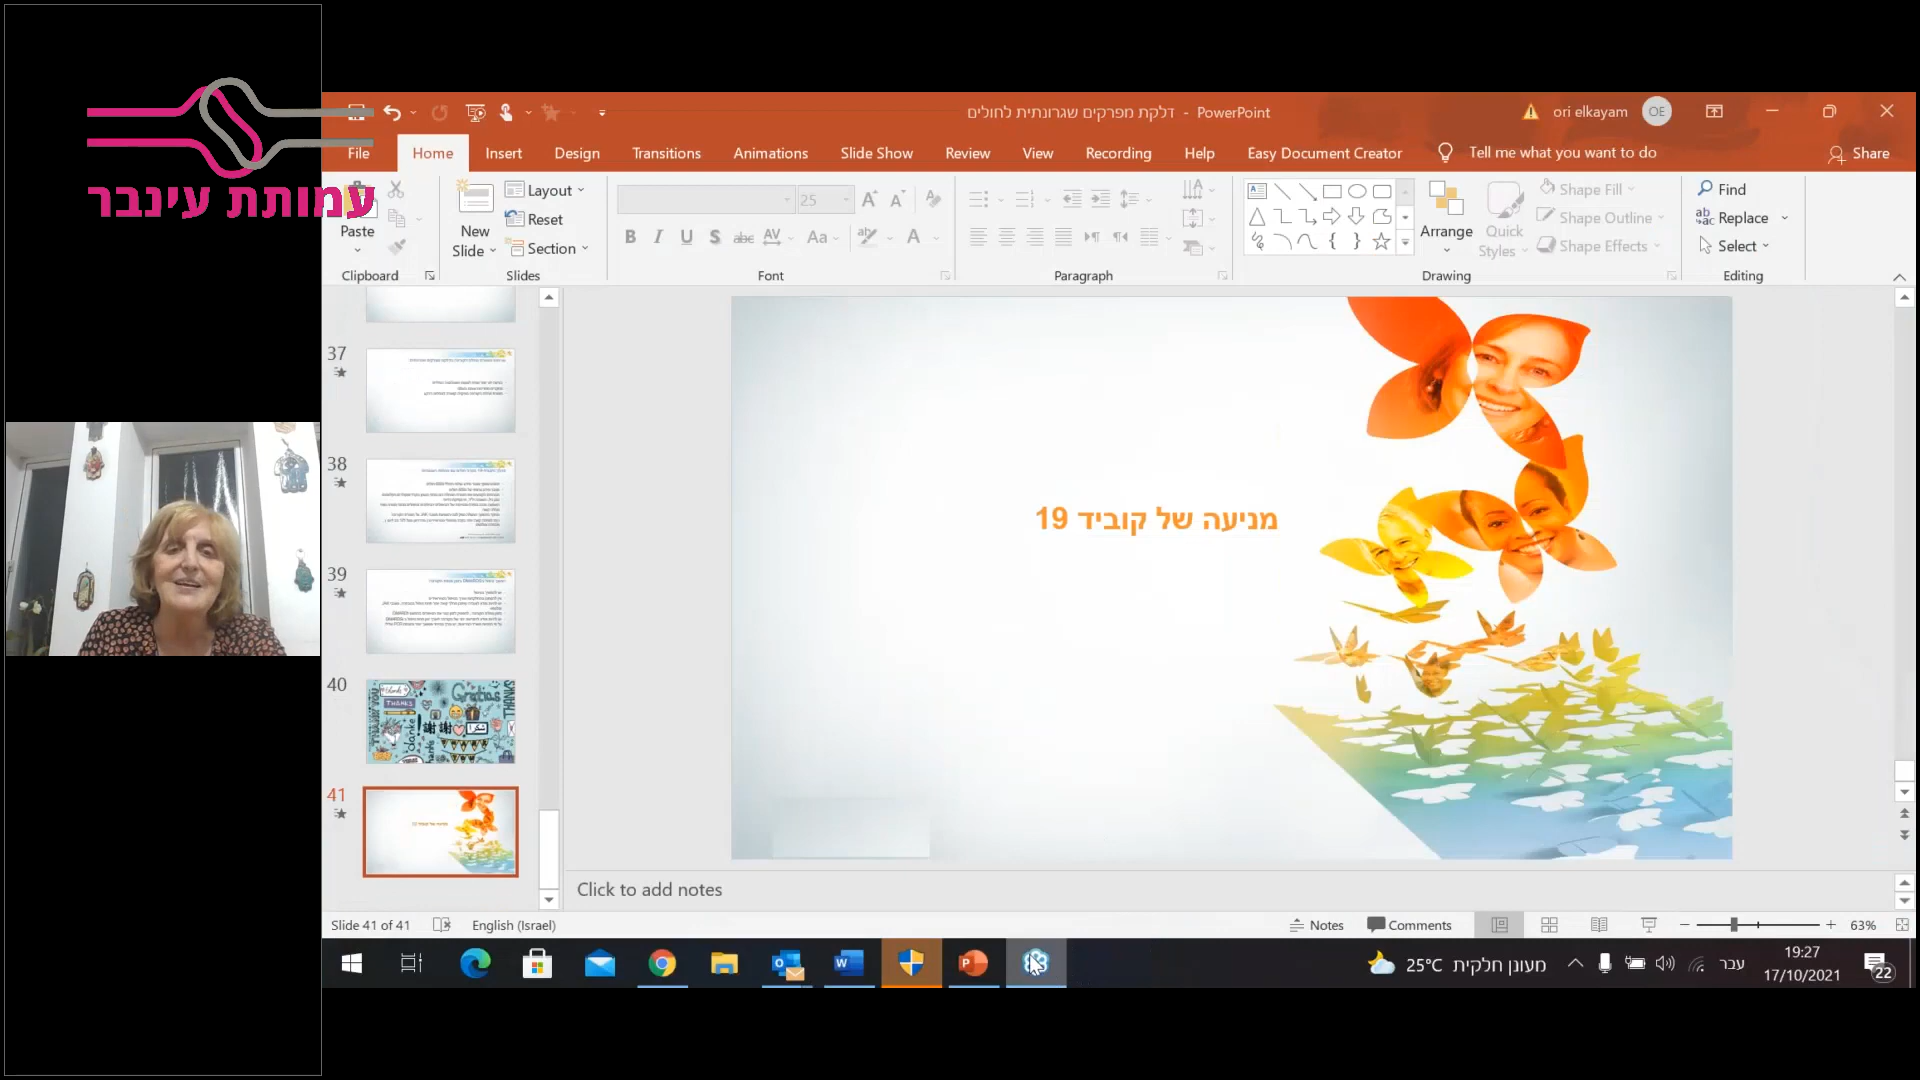 עמותת עינבר
דלקת מפרקים שגרונתית לחולים - PowerPoint
ori elkayam
OE
File
Home
Insert
Design
Transitions
Animations
Slide Show
Review
View
Recording
Help
Easy Document Creator
Tell me what you want to do
Share
Paste
Clipboard
New
Slide
Layout
Reset
Section
Slides
25
Font
Paragraph
Arrange
Quick
Styles
Shape Fill
Shape Outline
Shape Effects
Drawing
Find
Replace
Select
Editing
37
38
39
40
Gratias
THANKS
41
מניעה של קוביד 19
Click to add notes
Slide 41 of 41
English (Israel)
Notes
Comments
63%
25°C מעונן חלקית
עבר
19:27
17/10/2021
22